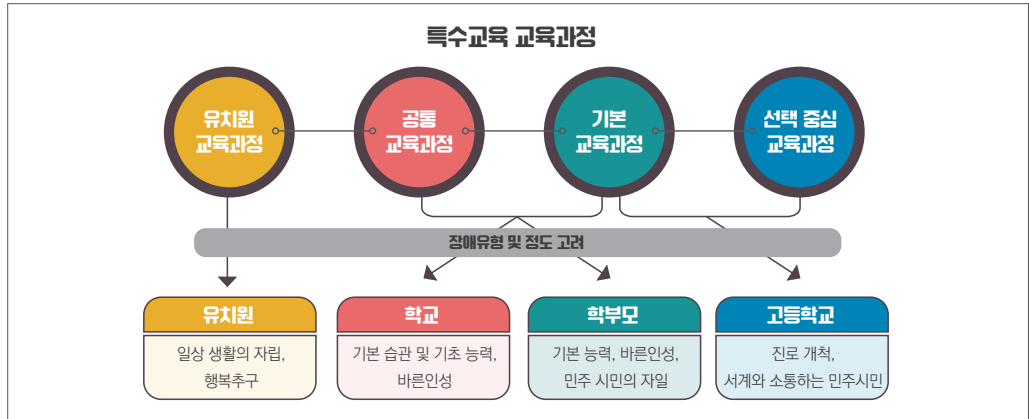 특수교육 교육과정
유치원
교육과정
공통
교육과정
기본
교육과정
선택 중심
교육과정
장애유형 및 정도 고려
유치원
일상 생활의 자립,
행복추구
학교
기본 습관 및 기초 능력,
바른인성
학부모
기본 능력, 바른인성,
민주 시민의 자일
고등학교
진로 개척,
서계와 소통하는 민주시민